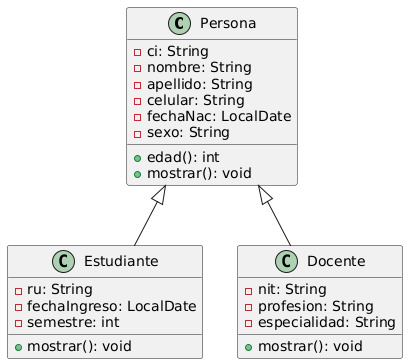 C Persona
ci: String
nombre: String
apellido: String
celular: String
fechaNac: LocalDate
sexo: String
edad(): int
mostrar(): void
C Estudiante
ru: String
fechaIngreso: LocalDate
semestre: int
mostrar(): void
C Docente
nit: String
profesion: String
especialidad: String
mostrar(): void